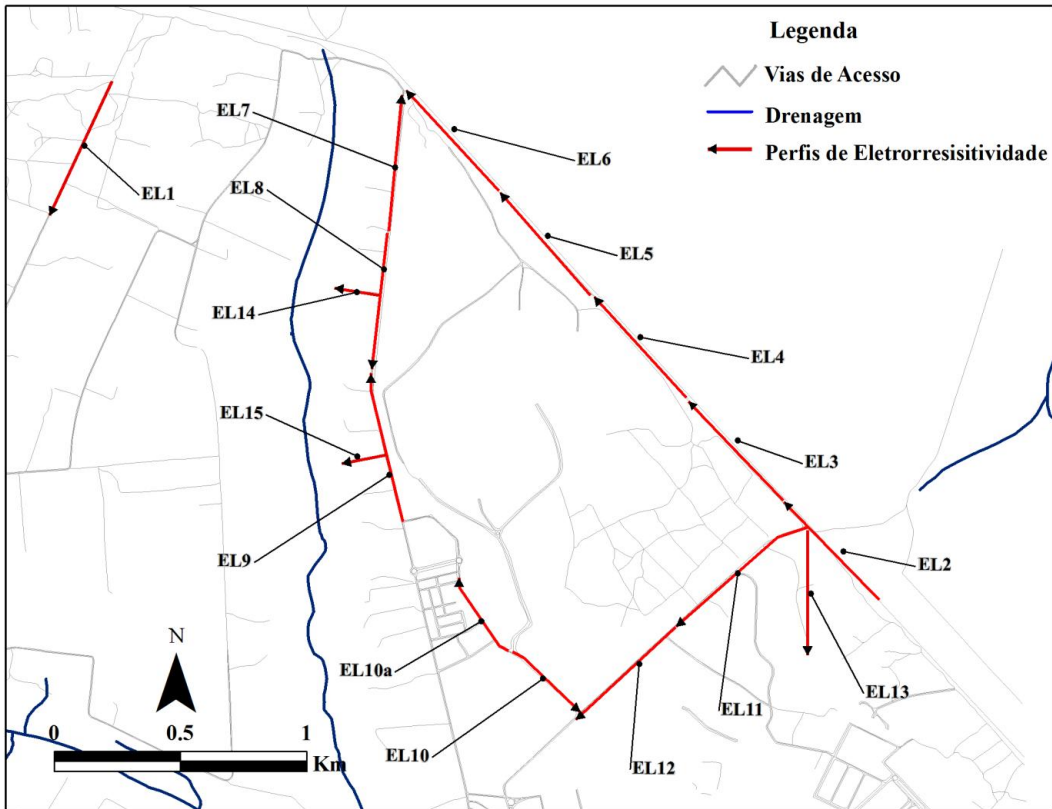 Legenda
Vias de Acesso
Drenagem
Perfis de Eletrorresisitividade
EL7
EL6
EL8
EL1
EL5
EL14
EL4
EL15
EL3
EL9
EL2
EL10a
EL13
EL11
EL10
EL12
N
0 0.5 1
Km